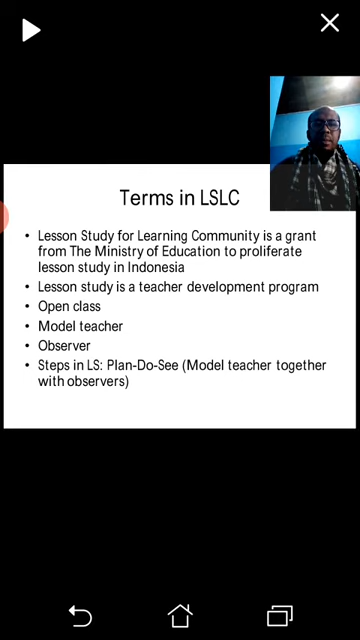 Terms in LSLC
• Lesson Study for Learning Community is a grant
from The Ministry of Education to proliferate
lesson study in Indonesia
• Lesson study is a teacher development program
• Open class
• Model teacher
• Observer
• Steps in LS: Plan-Do-See (Model teacher together
with observers)